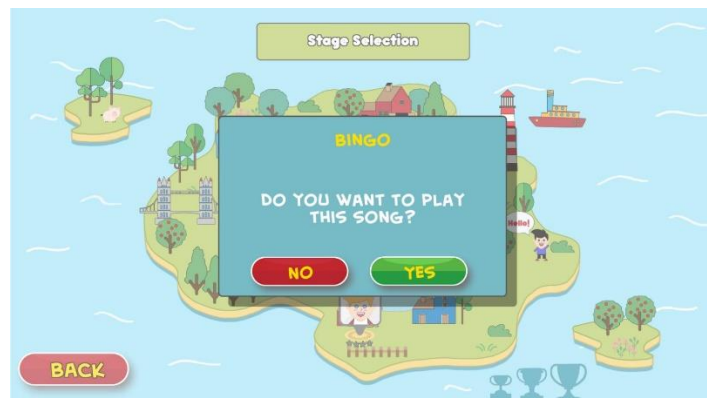 Stage Selection
BINGO
DO YOU WANT TO PLAY
THIS SONG?
Hello!
NO
YES
BACK